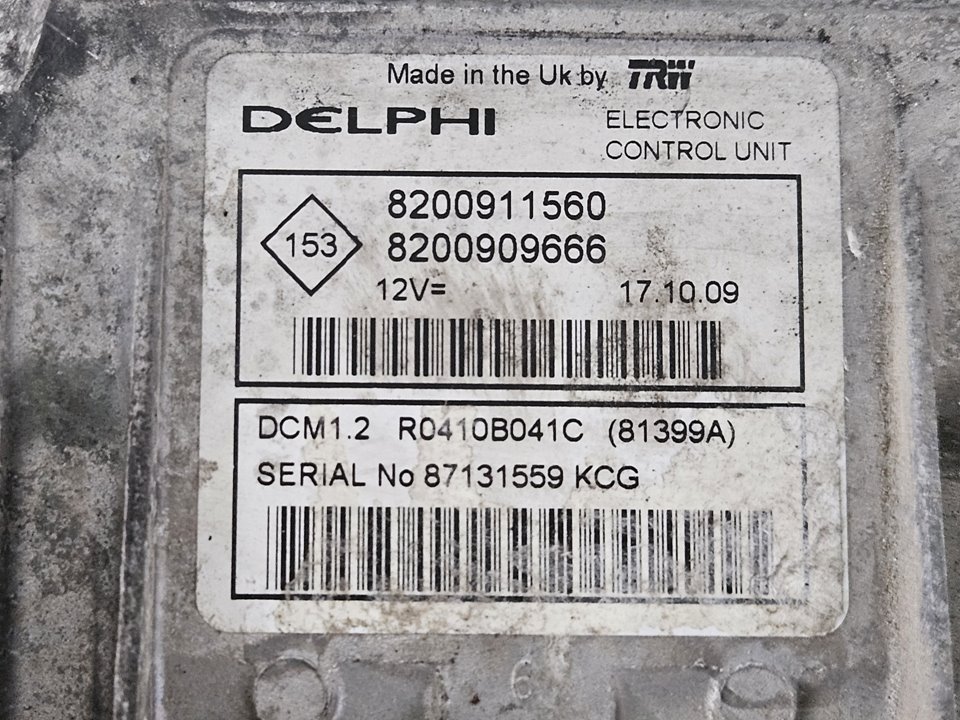 Made in the Uk by TRW
DELPHI
ELECTRONIC
CONTROL UNIT
153
8200911560
8200909666
12V=
17.10.09
DCM1.2 R0410B041C (81399A)
SERIAL No 87131559 KCG
6